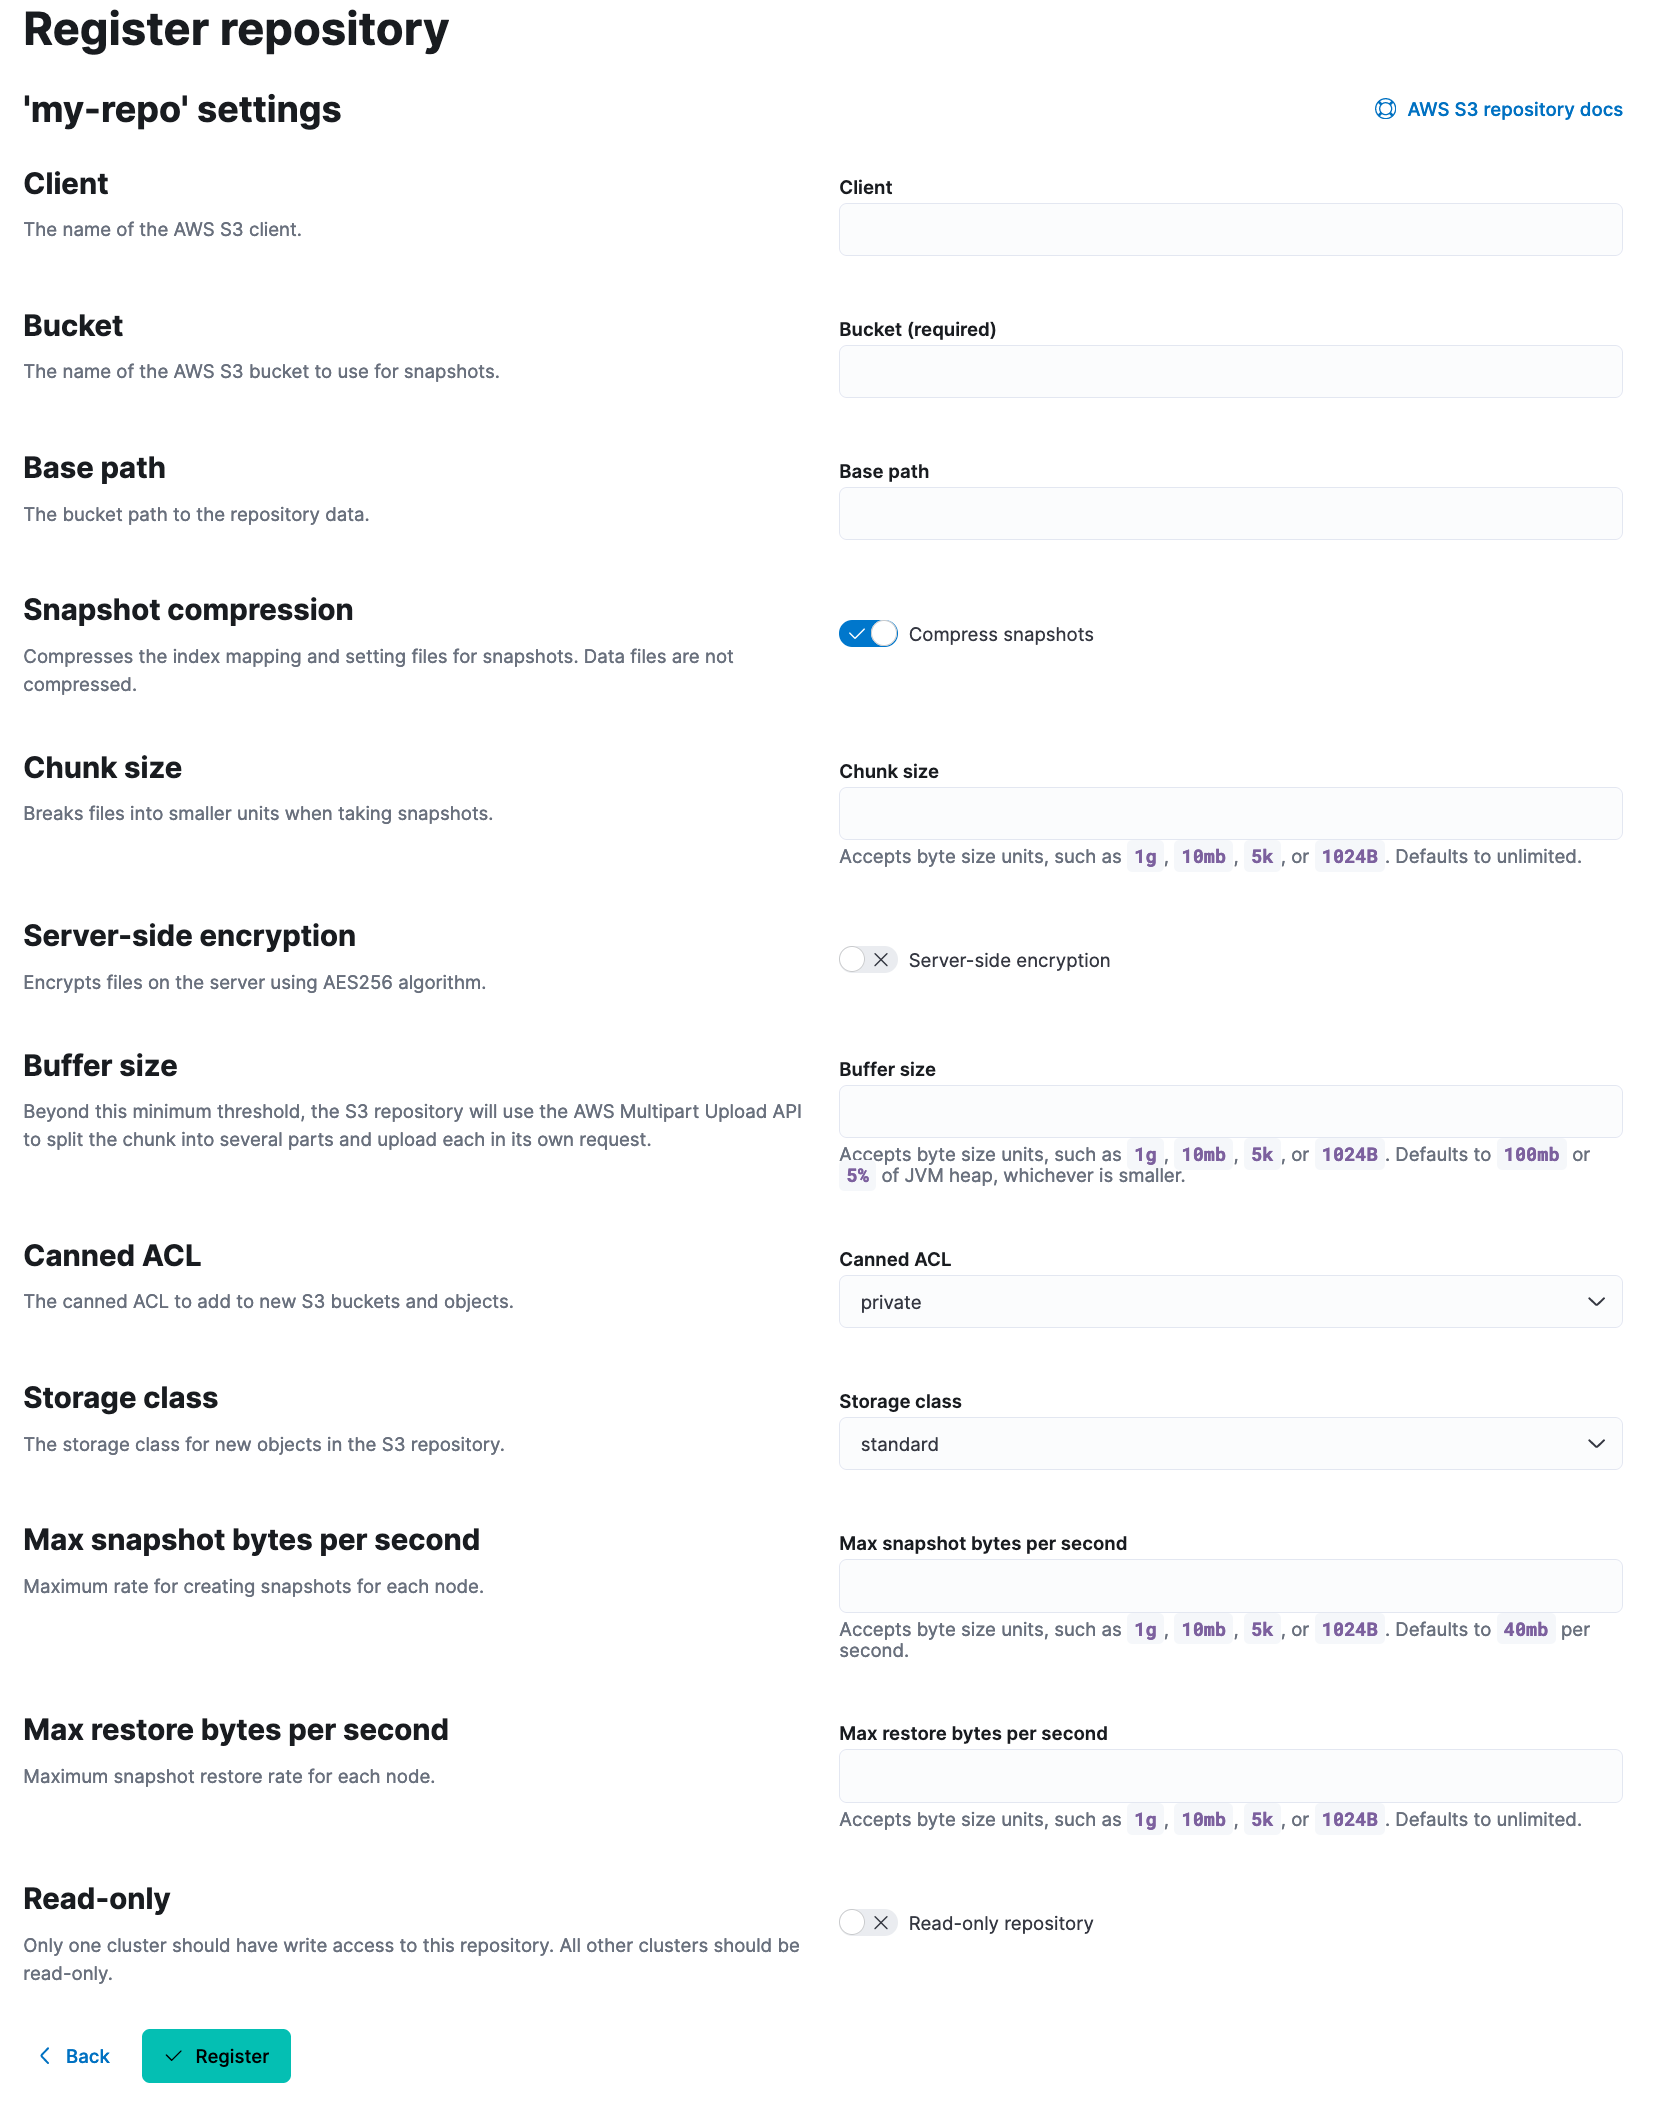 Register repository
'my-repo' settings
AWS S3 repository docs
Client
The name of the AWS S3 client.
Client
Bucket
The name of the AWS S3 bucket to use for snapshots.
Bucket (required)
Base path
The bucket path to the repository data.
Base path
Snapshot compression
Compresses the index mapping and setting files for snapshots. Data files are not
compressed.
Compress snapshots
Chunk size
Breaks files into smaller units when taking snapshots.
Chunk size
Accepts byte size units, such as 1g, 10mb, 5k, or 1024B. Defaults to unlimited.
Server-side encryption
Encrypts files on the server using AES256 algorithm.
Server-side encryption
Buffer size
Beyond this minimum threshold, the S3 repository will use the AWS Multipart Upload API
to split the chunk into several parts and upload each in its own request.
Buffer size
Accepts byte size units, such as 1g, 10mb, 5k, or 1024B. Defaults to 100mb or
5% of JVM heap, whichever is smaller.
Canned ACL
The canned ACL to add to new S3 buckets and objects.
Canned ACL
private
Storage class
The storage class for new objects in the S3 repository.
Storage class
standard
Max snapshot bytes per second
Maximum rate for creating snapshots for each node.
Max snapshot bytes per second
Accepts byte size units, such as 1g, 10mb, 5k, or 1024B. Defaults to 40mb per
second.
Max restore bytes per second
Maximum snapshot restore rate for each node.
Max restore bytes per second
Accepts byte size units, such as 1g, 10mb, 5k, or 1024B. Defaults to unlimited.
Read-only
Only one cluster should have write access to this repository. All other clusters should be
read-only.
Read-only repository
Back
Register